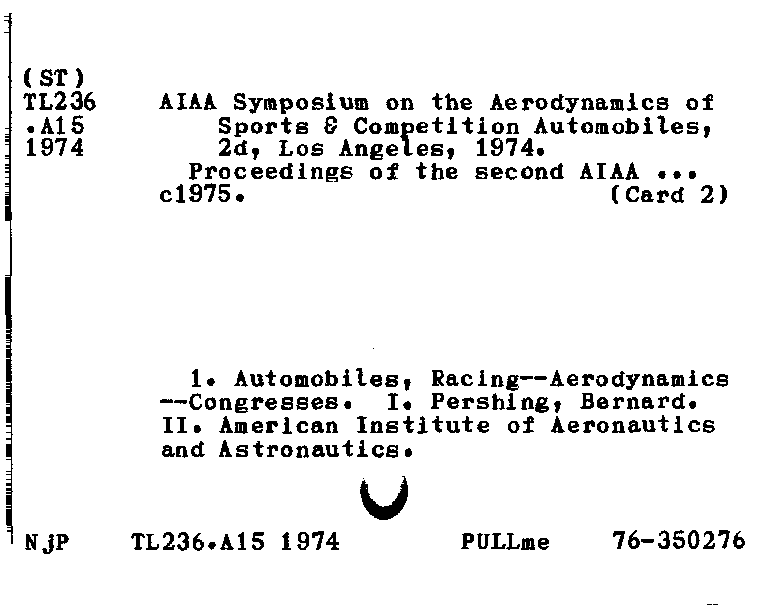 (ST)
TL236 AIAA Symposium on the Aerodynamics of
.A15 Sports & Competition Automobiles,
1974 2d, Los Angeles, 1974.
Proceedings of the second AIAA ...
c1975. (Card 2)
1. Automobiles, Racing--Aerodynamics
--Congresses. I. Pershing, Bernard.
II. American Institute of Aeronautics
and Astronautics.
NjP TL236.A15 1974 PULLme 76-350276